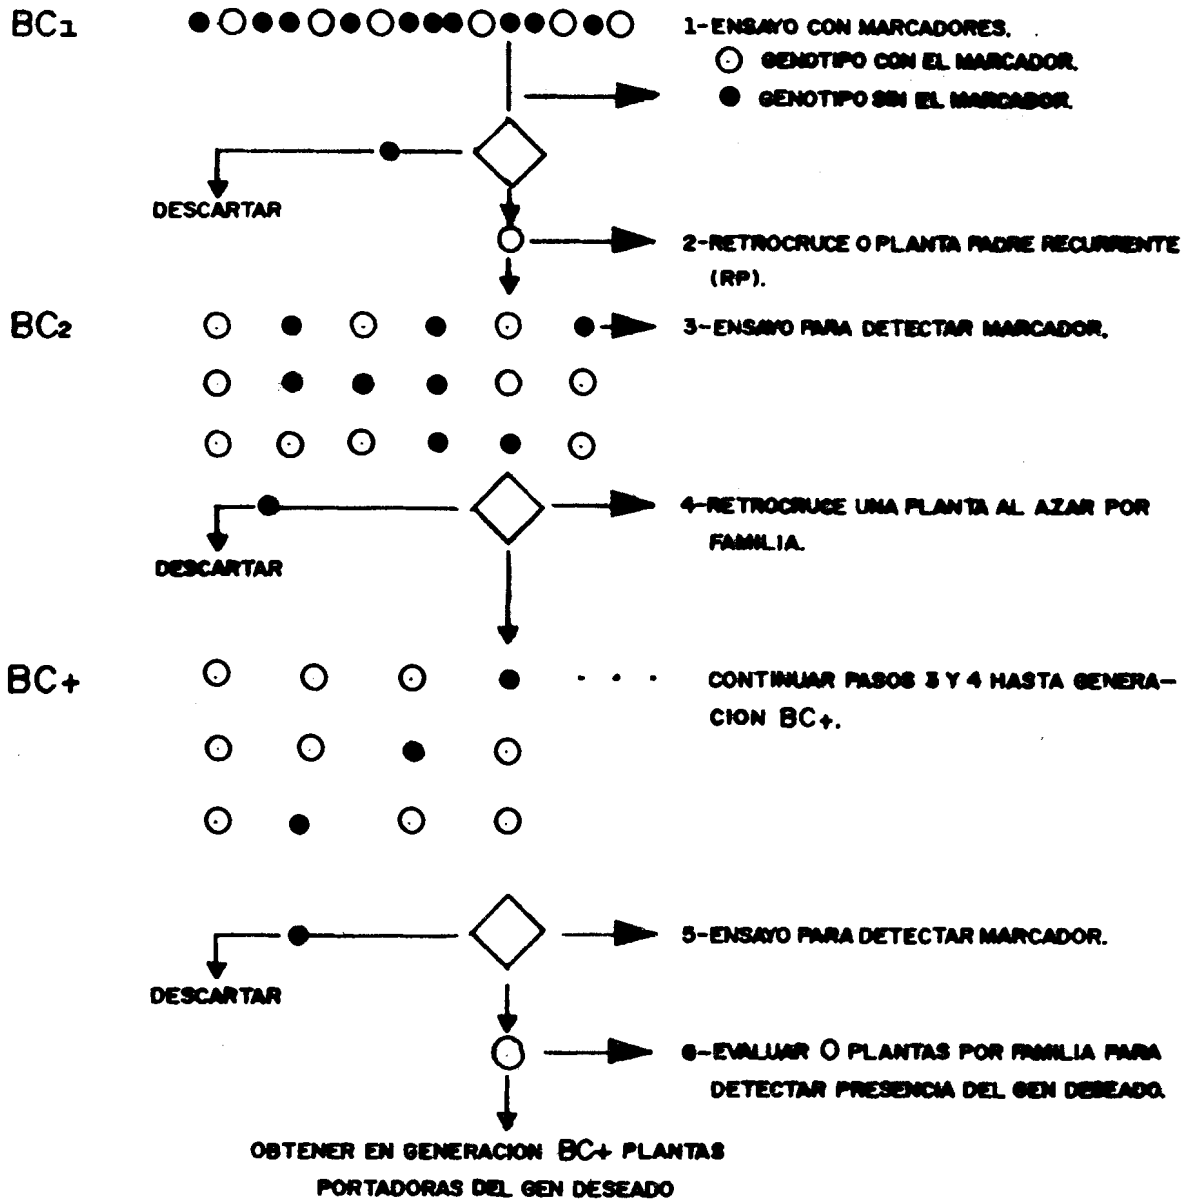 BC1
1-ENSAYO CON MARCADORES.
GENOTIPO CON EL MARCADOR.
GENOTIPO SIN EL MARCADOR.
DESCARTAR
2-RETROCRUCE O PLANTA PADRE RECURRENTE
(RP).
BC2
3-ENSAYO PARA DETECTAR MARCADOR.
4-RETROCRUCE UNA PLANTA AL AZAR POR
FAMILIA.
DESCARTAR
BC+
CONTINUAR PASOS 3 Y 4 HASTA GENERA-
CION BC+.
5-ENSAYO PARA DETECTAR MARCADOR.
DESCARTAR
6-EVALUAR O PLANTAS POR FAMILIA PARA
DETECTAR PRESENCIA DEL GEN DESEADO.
OBTENER EN GENERACION BC+ PLANTAS
PORTADORAS DEL GEN DESEADO